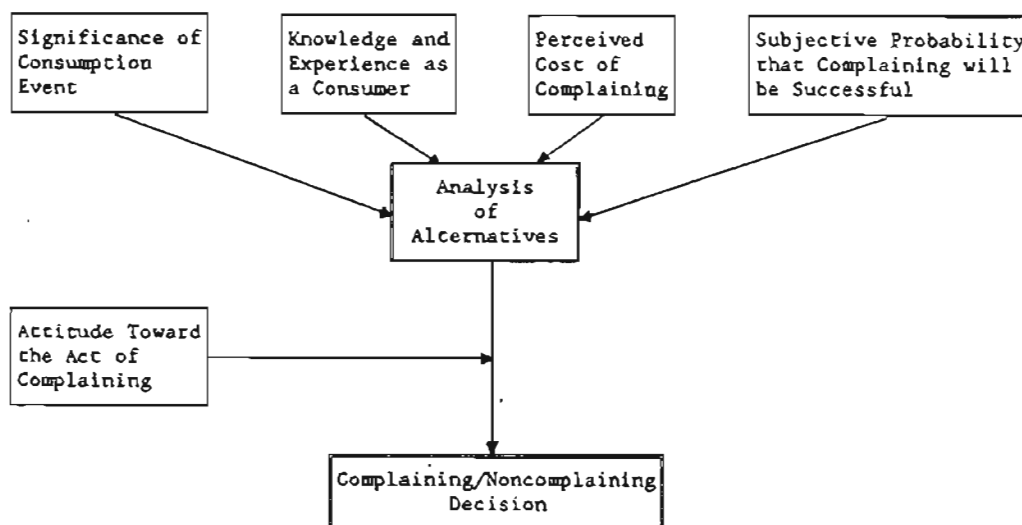 Significance of
Consumption
Event
Knowledge and
Experience as
a Consumer
Perceived
Cost of
Complaining
Subjective Probability
that Complaining will
be Successful
Analysis
of
Alternatives
Attitude Toward
the Act of
Complaining
Complaining/Noncomplaining
Decision